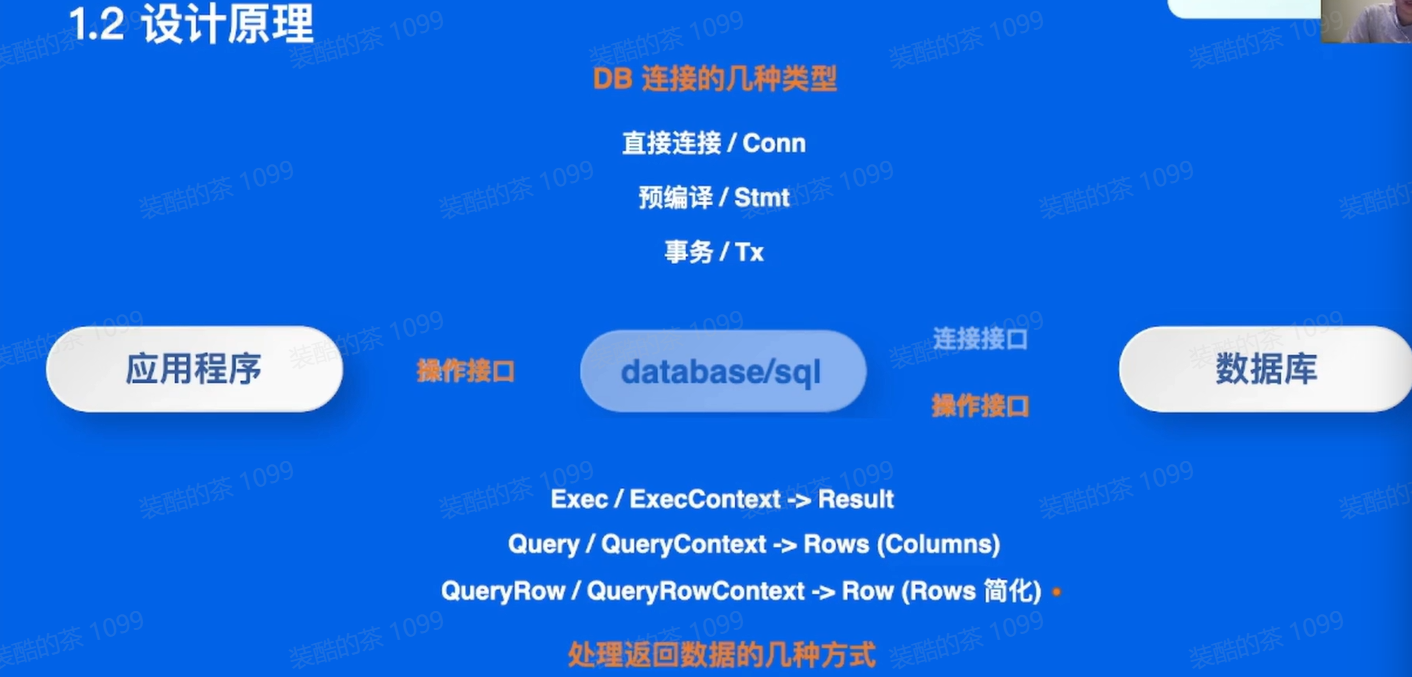 1.2 设计原理
DB 连接的几种类型
直接连接 / Conn
预编译 / Stmt
事务 / Tx
应用程序
操作接口
database/sql
连接接口
操作接口
数据库
Exec / ExecContext -> Result
Query / QueryContext -> Rows (Columns)
QueryRow / QueryRowContext -> Row (Rows 简化)
处理返回数据的几种方式
装酷的茶 1099